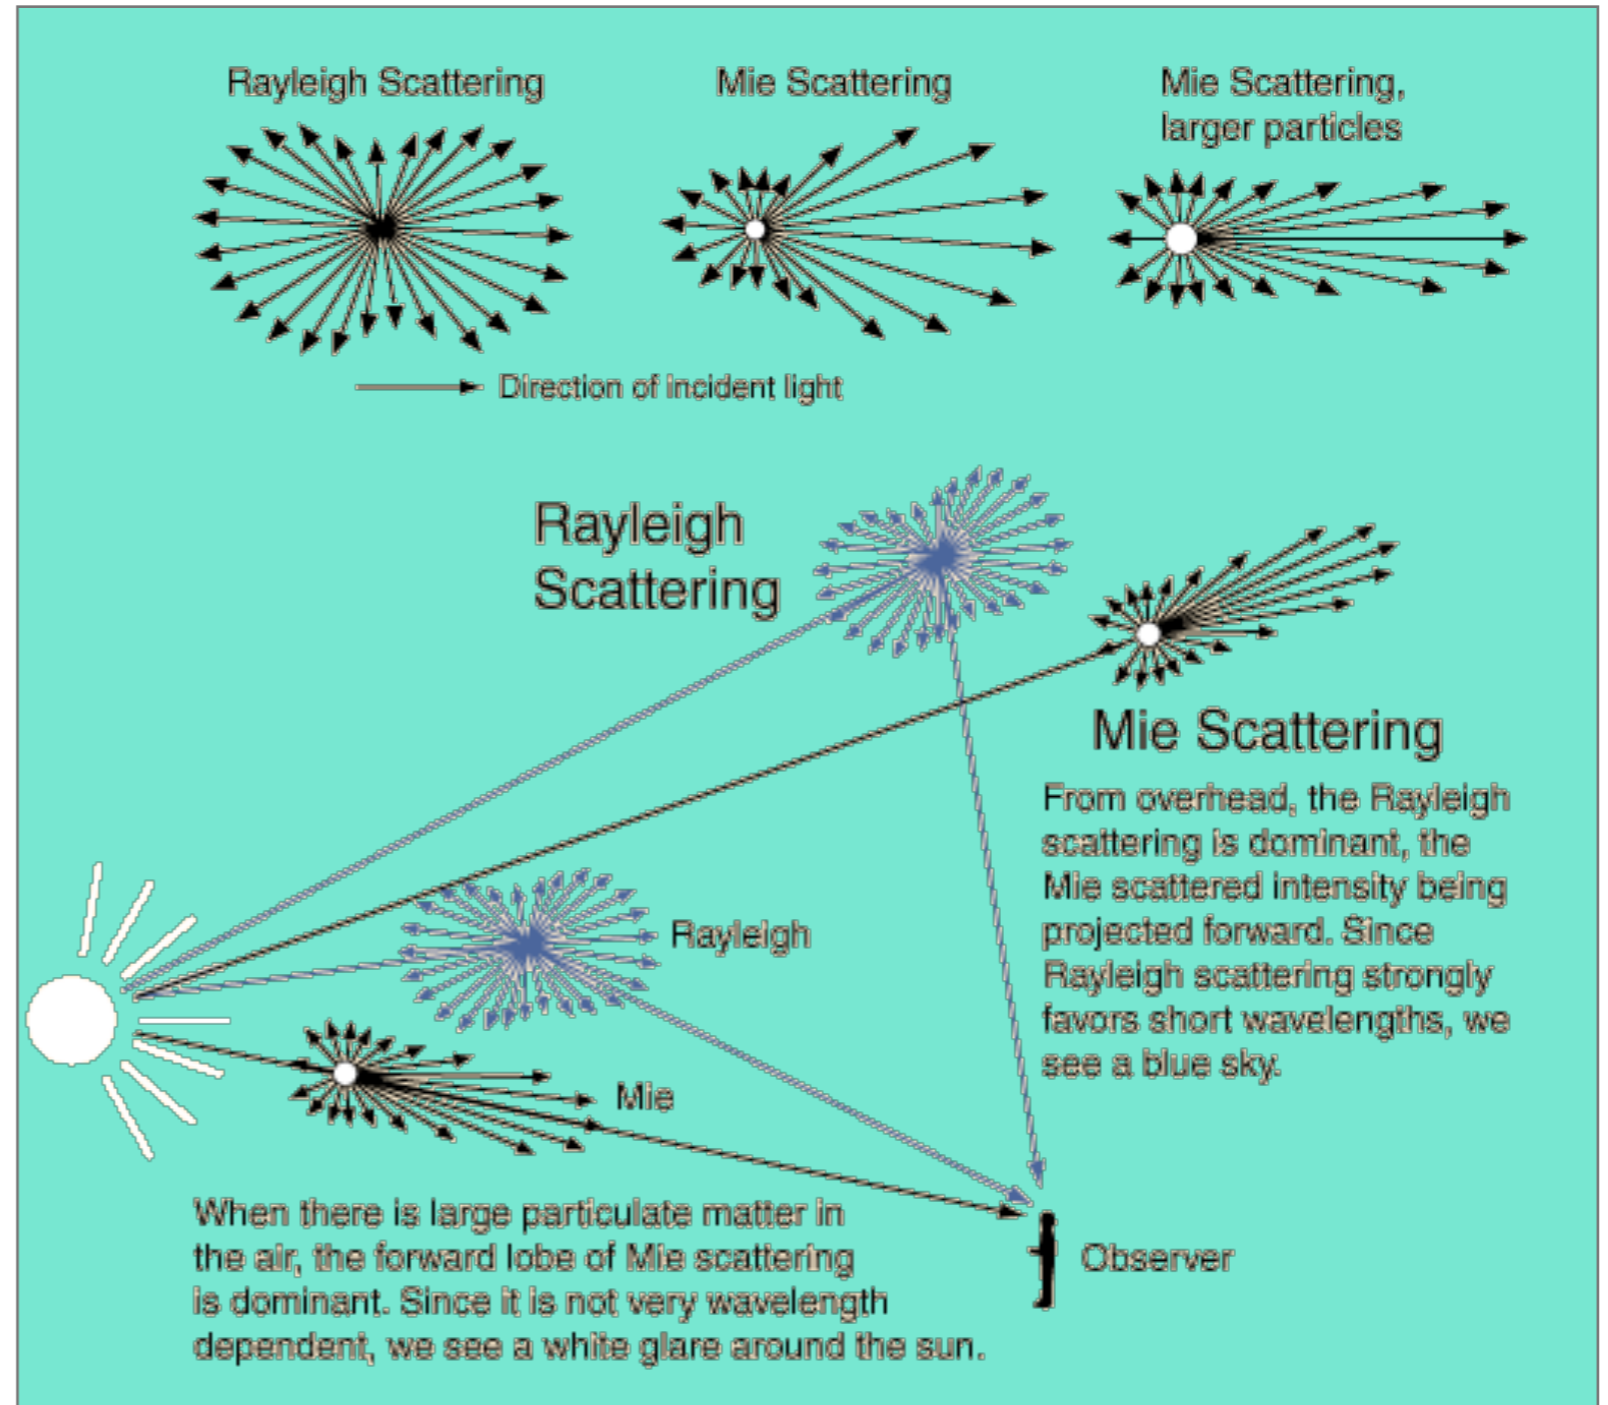 Rayleigh Scattering
Mie Scattering
Mie Scattering,
larger particles
Direction of incident light
Rayleigh
Scattering
Mie Scattering
From overhead, the Rayleigh
scattering is dominant, the
Mie scattered intensity being
projected forward. Since
Rayleigh scattering strongly
favors short wavelengths, we
see a blue sky.
Rayleigh
Mie
When there is large particulate matter in
the air, the forward lobe of Mie scattering
is dominant. Since it is not very wavelength
dependent, we see a white glare around the sun.
Observer